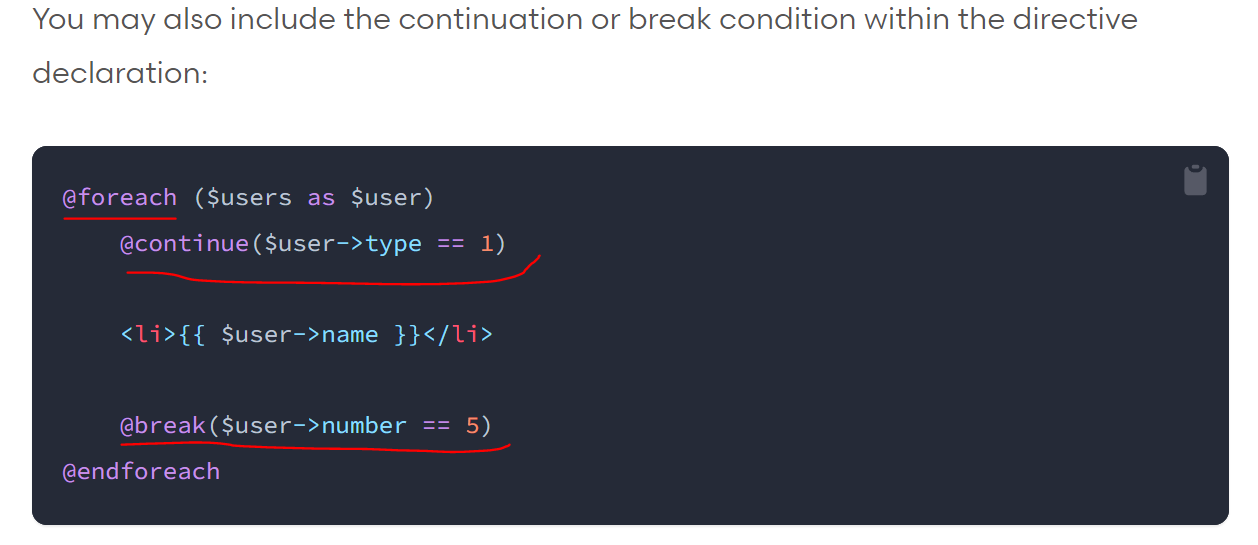 You may also include the continuation or break condition within the directive
declaration:
@foreach ($users as $user)
@continue($user->type == 1)
<li>{{ $user->name }}</li>
@break($user->number == 5)
@endforeach